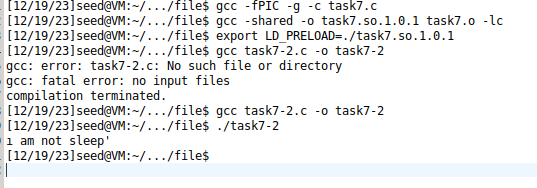 [12/19/23]seed@VM:~/.../file$ gcc -fPIC -g -c task7.c
[12/19/23]seed@VM:~/.../file$ gcc -shared -o task7.so.1.0.1 task7.o -lc
[12/19/23]seed@VM:~/.../file$ export LD_PRELOAD=./task7.so.1.0.1
[12/19/23]seed@VM:~/.../file$ gcc task7-2.c -o task7-2
gcc: error: task7-2.c: No such file or directory
gcc: fatal error: no input files
compilation terminated.
[12/19/23]seed@VM:~/.../file$ gcc task7-2.c -o task7-2
[12/19/23]seed@VM:~/.../file$ ./task7-2
i am not sleep'
[12/19/23]seed@VM:~/.../file$